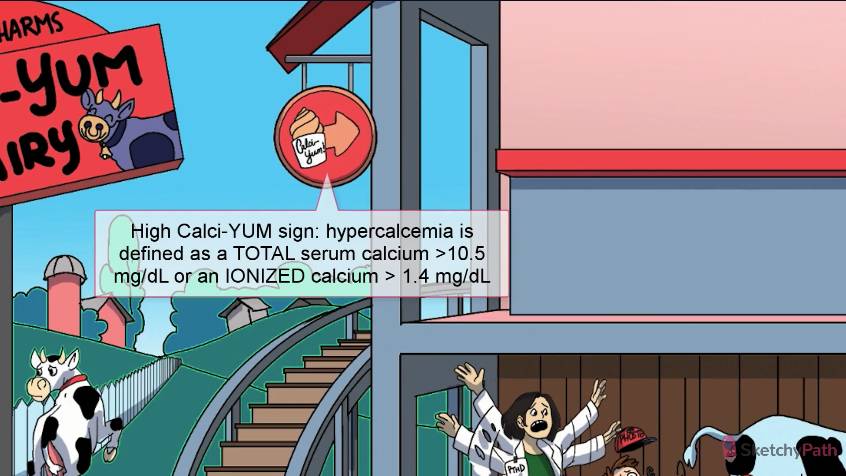 HARMS
-YUM
IRY
Calci-
Yum!
High Calci-YUM sign: hypercalcemia is
defined as a TOTAL serum calcium >10.5
mg/dL or an IONIZED calcium > 1.4 mg/dL
PTHD
SketchyPath